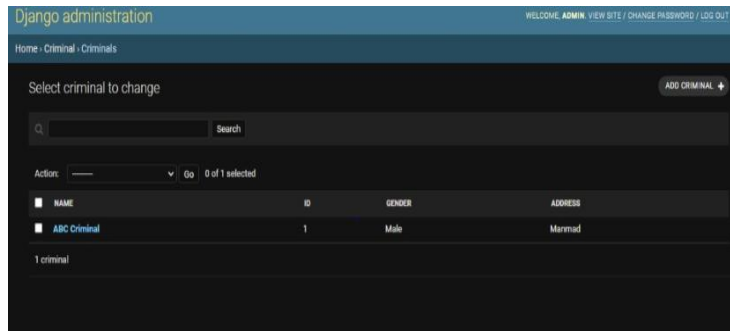 Django administration
WELCOME, ADMIN. VIEW SITE / CHANGE PASSWORD / LOG OUT
Home › Criminal › Criminals
Select criminal to change
ADD CRIMINAL +
Search
Action: ------ Go 0 of 1 selected
NAME ID GENDER ADDRESS
ABC Criminal 1 Male Manmad
1 criminal